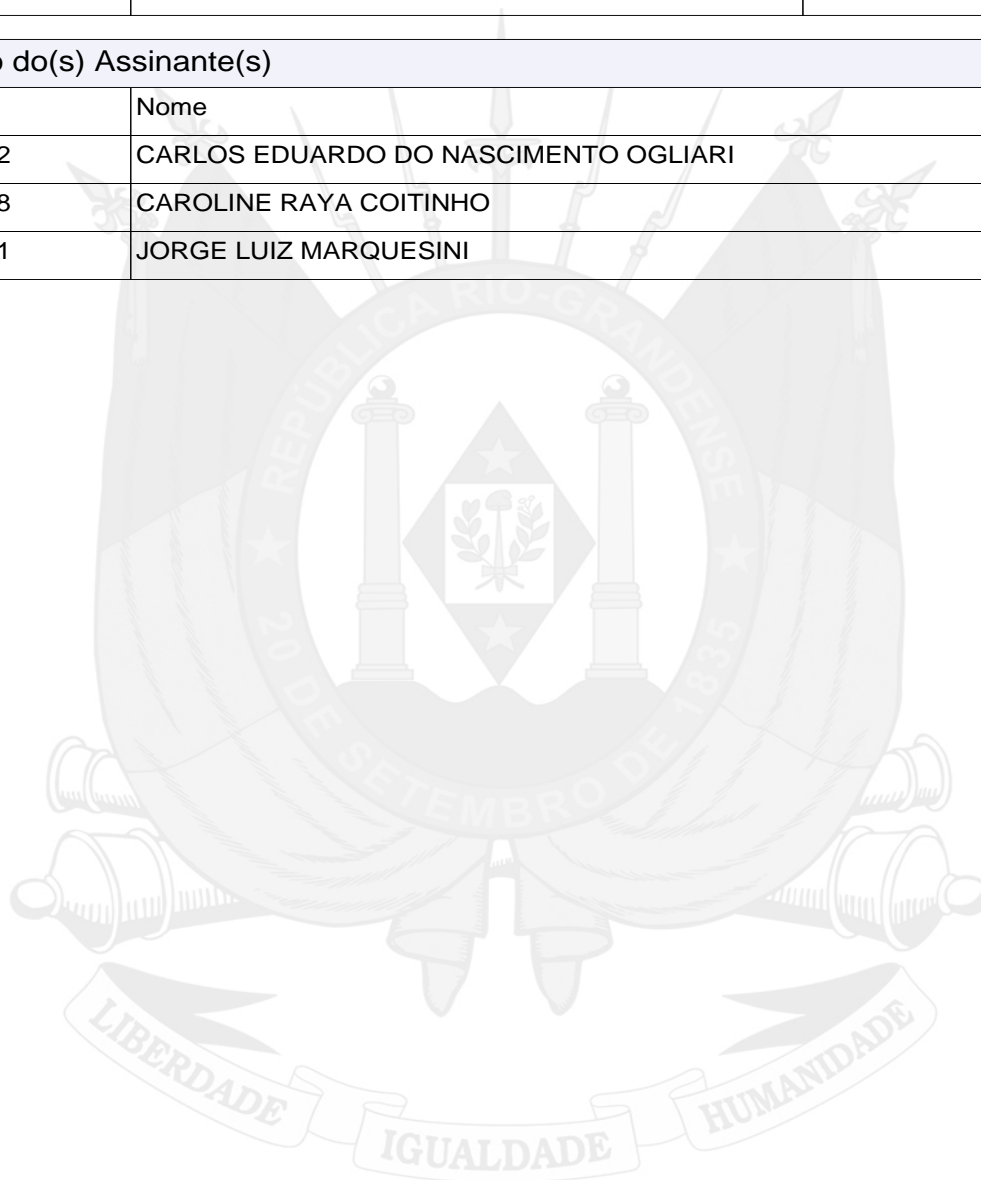 o do(s) Assinante(s)
Nome
2 CARLOS EDUARDO DO NASCIMENTO OGLIARI
8 CAROLINE RAYA COITINHO
1 JORGE LUIZ MARQUESINI
REPÚBLICA RIO-GRANDENSE
20 DE SETEMBRO DE 1835
LIBERDADE
IGUALDADE
HUMANIDADE